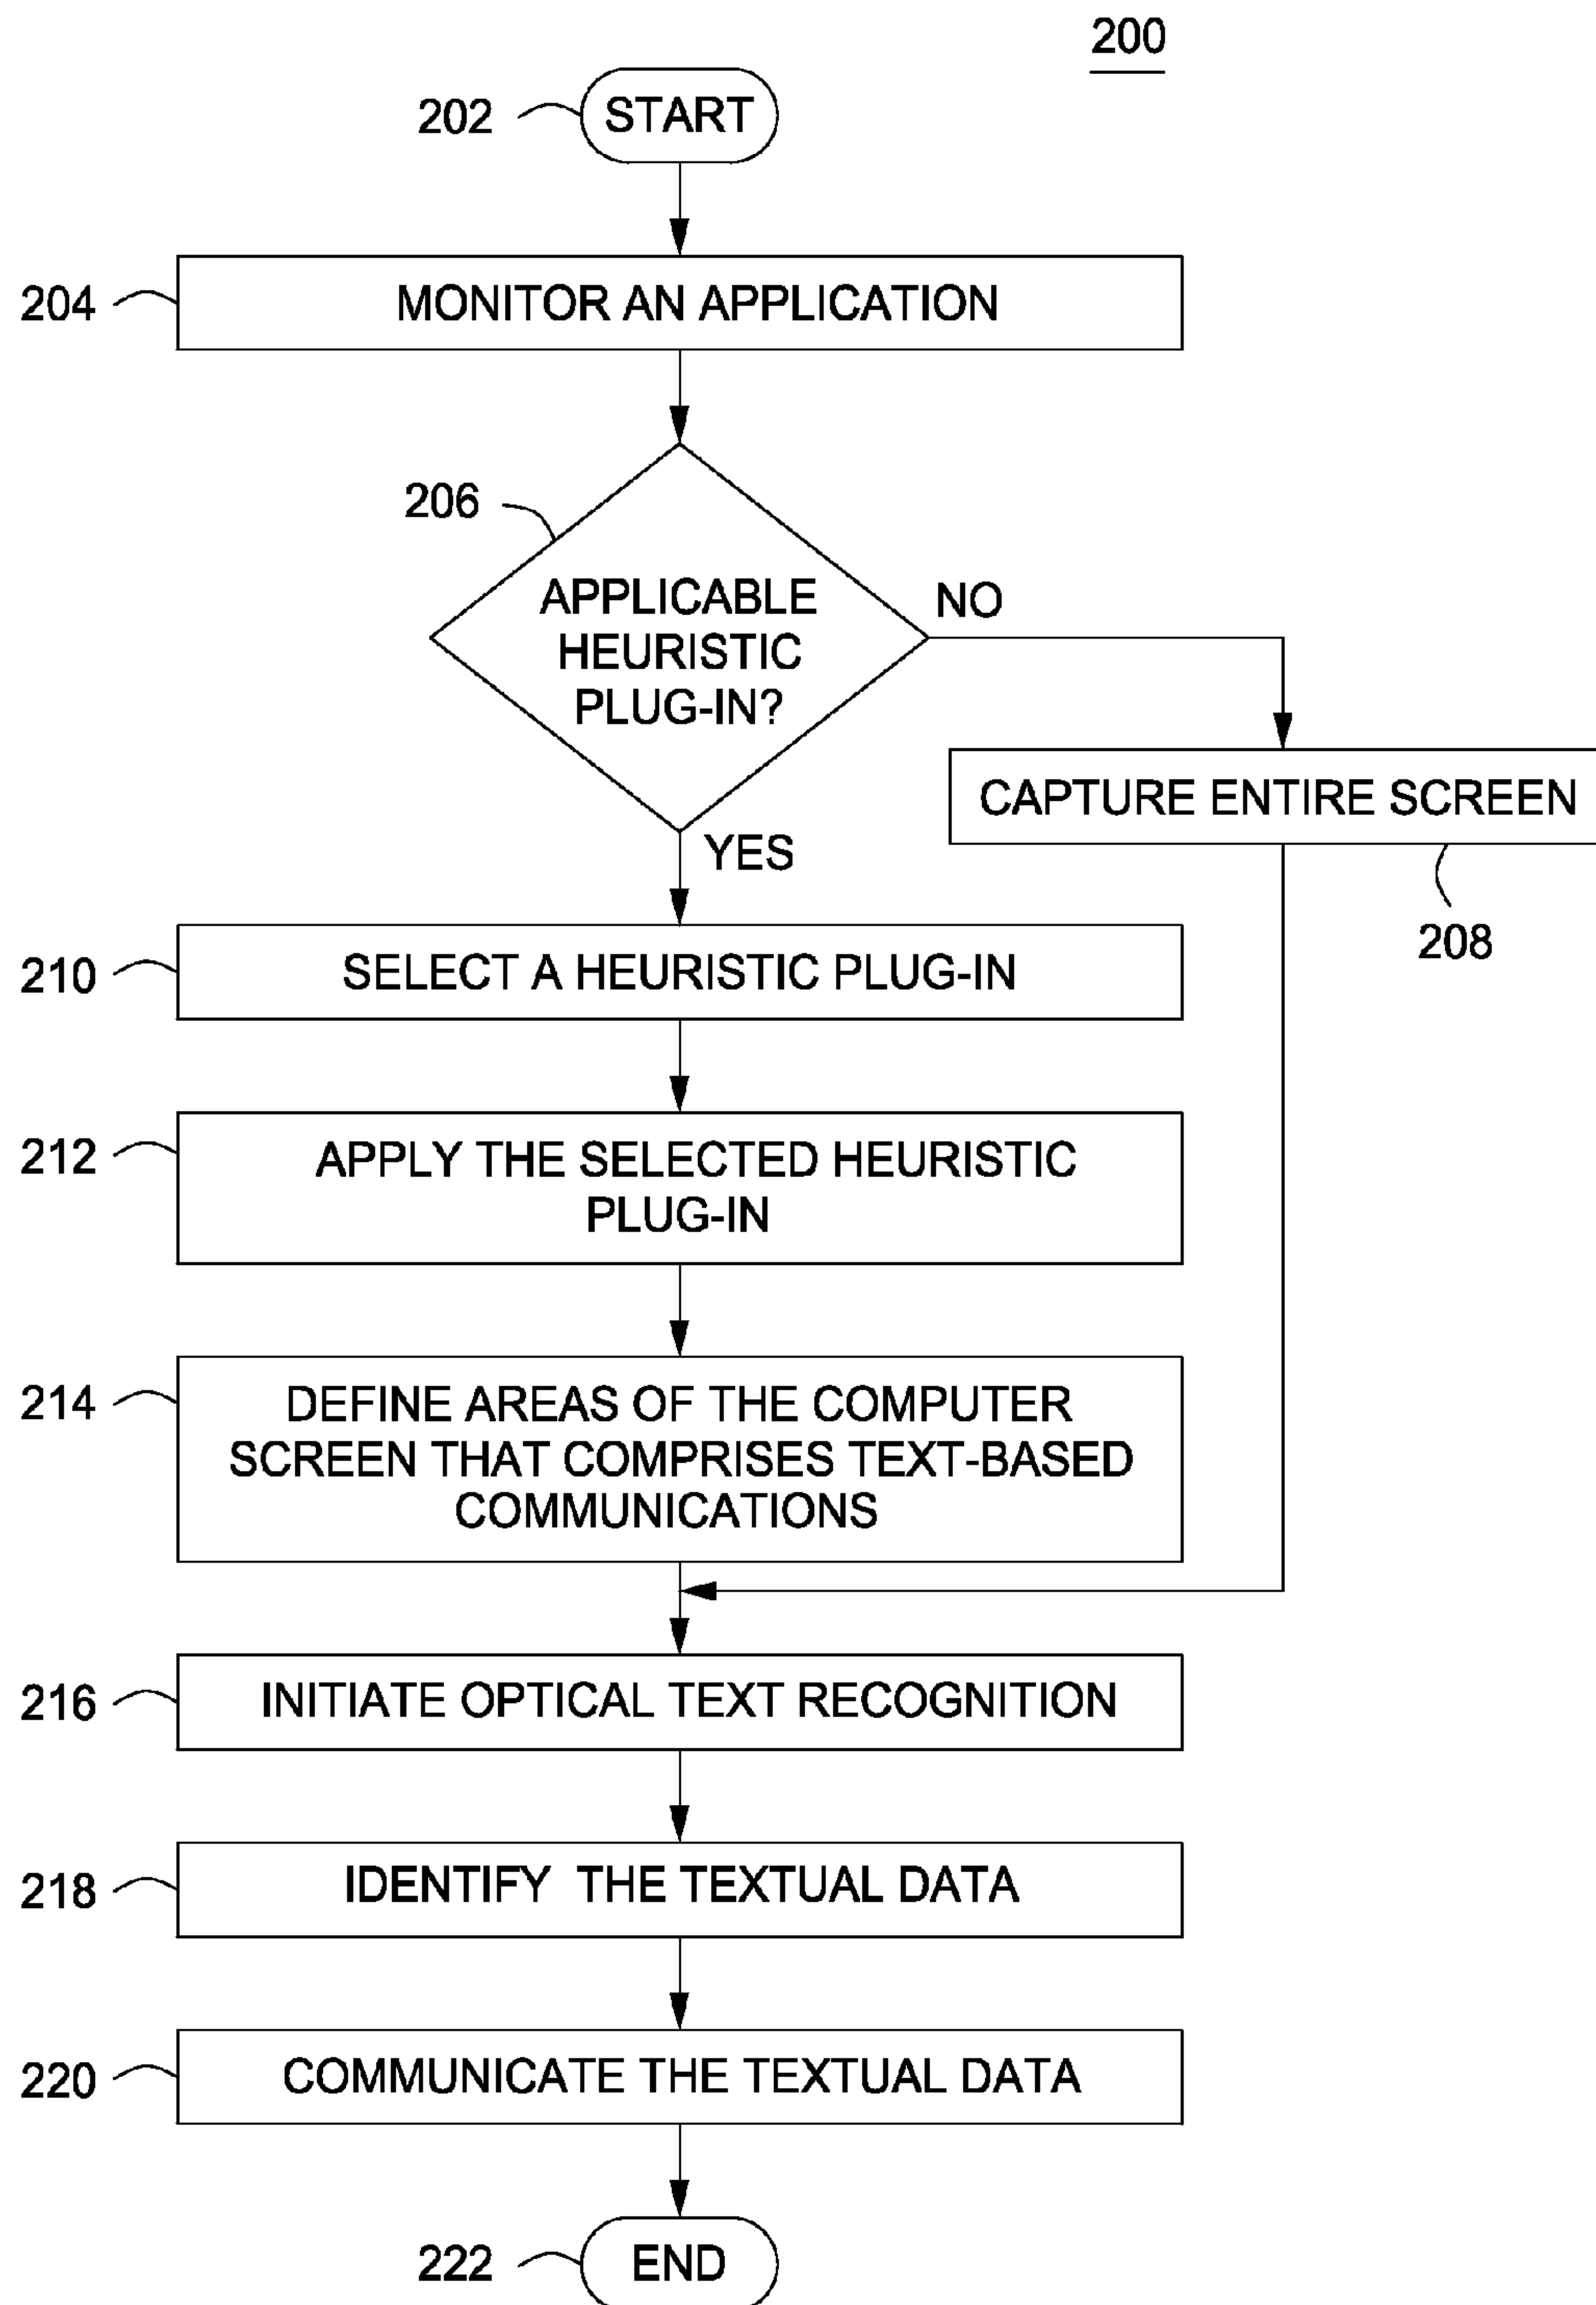 200
202
START
204
MONITOR AN APPLICATION
206
APPLICABLE
HEURISTIC
PLUG-IN?
NO
CAPTURE ENTIRE SCREEN
208
YES
210
SELECT A HEURISTIC PLUG-IN
212
APPLY THE SELECTED HEURISTIC
PLUG-IN
214
DEFINE AREAS OF THE COMPUTER
SCREEN THAT COMPRISES TEXT-BASED
COMMUNICATIONS
216
INITIATE OPTICAL TEXT RECOGNITION
218
IDENTIFY THE TEXTUAL DATA
220
COMMUNICATE THE TEXTUAL DATA
222
END